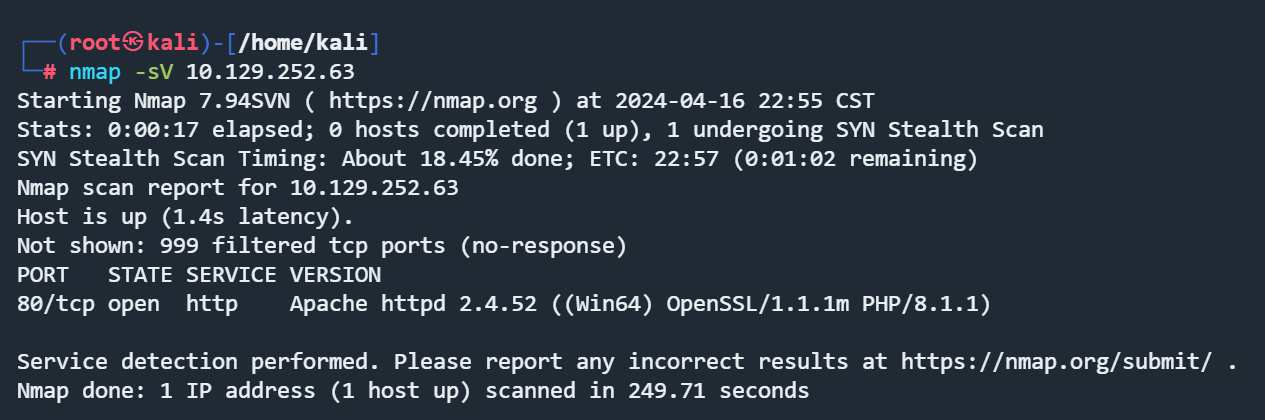 ┌──(root㉿kali)-[/home/kali]
└─# nmap -sV 10.129.252.63
Starting Nmap 7.94SVN ( https://nmap.org ) at 2024-04-16 22:55 CST
Stats: 0:00:17 elapsed; 0 hosts completed (1 up), 1 undergoing SYN Stealth Scan
SYN Stealth Scan Timing: About 18.45% done; ETC: 22:57 (0:01:02 remaining)
Nmap scan report for 10.129.252.63
Host is up (1.4s latency).
Not shown: 999 filtered tcp ports (no-response)
PORT   STATE SERVICE VERSION
80/tcp open  http    Apache httpd 2.4.52 ((Win64) OpenSSL/1.1.1m PHP/8.1.1)
Service detection performed. Please report any incorrect results at https://nmap.org/submit/ .
Nmap done: 1 IP address (1 host up) scanned in 249.71 seconds